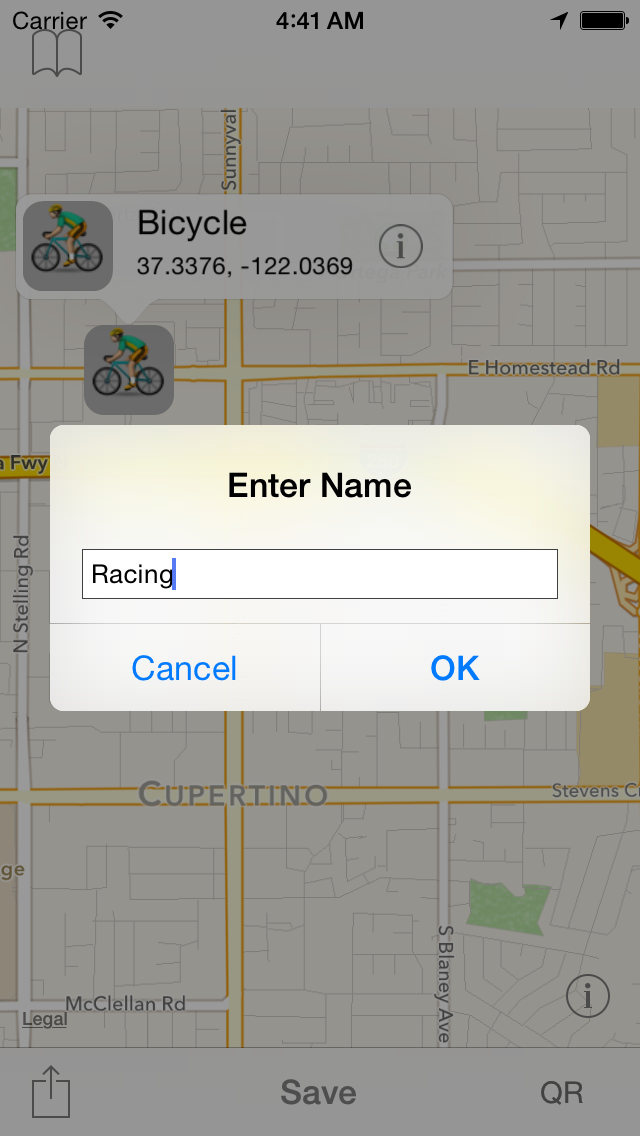 Carrier 4:41 AM
Sunnyval
Bicycle
37.3376, -122.0369
E Homestead Rd
a Fwy
Enter Name
Racing
N Stelling Rd
Cancel OK
CUPERTINO
Stevens C
ge
S Blaney Ave
McClellan Rd
Legal
Save QR